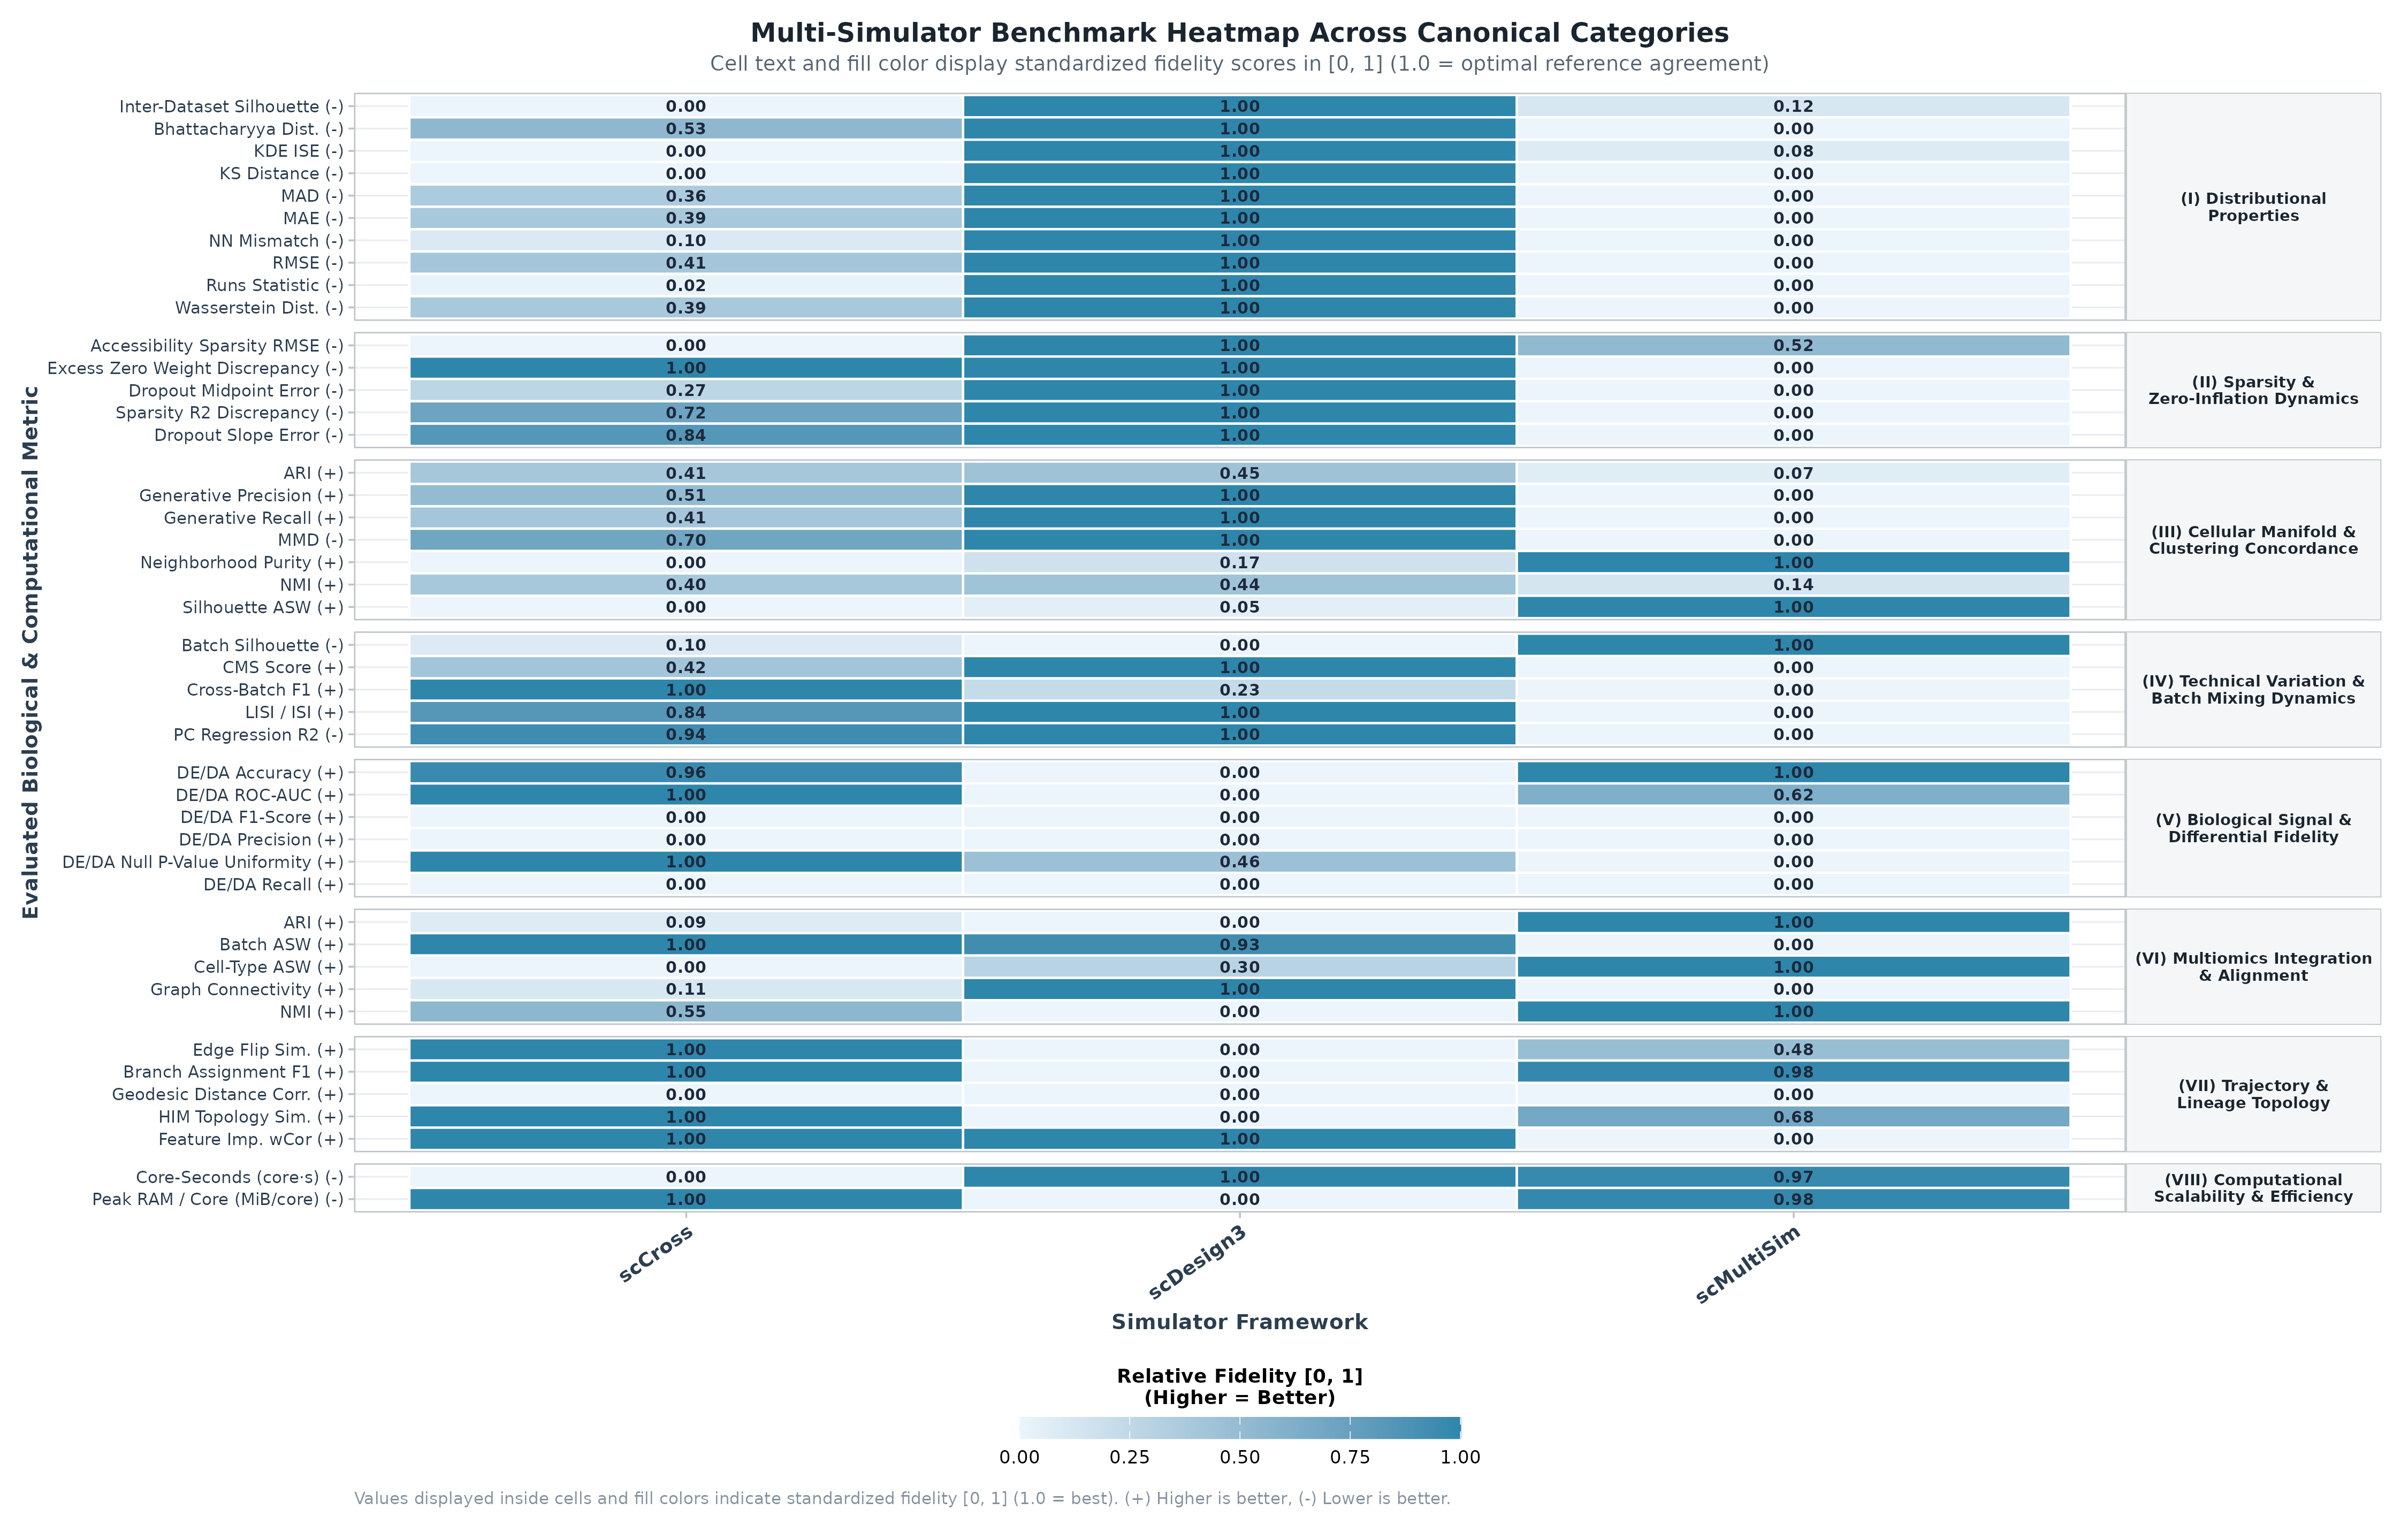 Multi-Simulator Benchmark Heatmap Across Canonical Categories
Cell text and fill color display standardized fidelity scores in [0, 1] (1.0 = optimal reference agreement)
Evaluated Biological & Computational Metric
Inter-Dataset Silhouette (-) 0.00 1.00 0.12
Bhattacharyya Dist. (-) 0.53 1.00 0.00
KDE ISE (-) 0.00 1.00 0.08
KS Distance (-) 0.00 1.00 0.00
MAD (-) 0.36 1.00 0.00
MAE (-) 0.39 1.00 0.00
NN Mismatch (-) 0.10 1.00 0.00
RMSE (-) 0.41 1.00 0.00
Runs Statistic (-) 0.02 1.00 0.00
Wasserstein Dist. (-) 0.39 1.00 0.00
(I) Distributional
Properties
Accessibility Sparsity RMSE (-) 0.00 1.00 0.52
Excess Zero Weight Discrepancy (-) 1.00 1.00 0.00
Dropout Midpoint Error (-) 0.27 1.00 0.00
Sparsity R2 Discrepancy (-) 0.72 1.00 0.00
Dropout Slope Error (-) 0.84 1.00 0.00
(II) Sparsity &
Zero-Inflation Dynamics
ARI (+) 0.41 0.45 0.07
Generative Precision (+) 0.51 1.00 0.00
Generative Recall (+) 0.41 1.00 0.00
MMD (-) 0.70 1.00 0.00
Neighborhood Purity (+) 0.00 0.17 1.00
NMI (+) 0.40 0.44 0.14
Silhouette ASW (+) 0.00 0.05 1.00
(III) Cellular Manifold &
Clustering Concordance
Batch Silhouette (-) 0.10 0.00 1.00
CMS Score (+) 0.42 1.00 0.00
Cross-Batch F1 (+) 1.00 0.23 0.00
LISI / ISI (+) 0.84 1.00 0.00
PC Regression R2 (-) 0.94 1.00 0.00
(IV) Technical Variation &
Batch Mixing Dynamics
DE/DA Accuracy (+) 0.96 0.00 1.00
DE/DA ROC-AUC (+) 1.00 0.00 0.62
DE/DA F1-Score (+) 0.00 0.00 0.00
DE/DA Precision (+) 0.00 0.00 0.00
DE/DA Null P-Value Uniformity (+) 1.00 0.46 0.00
DE/DA Recall (+) 0.00 0.00 0.00
(V) Biological Signal &
Differential Fidelity
ARI (+) 0.09 0.00 1.00
Batch ASW (+) 1.00 0.93 0.00
Cell-Type ASW (+) 0.00 0.30 1.00
Graph Connectivity (+) 0.11 1.00 0.00
NMI (+) 0.55 0.00 1.00
(VI) Multiomics Integration
& Alignment
Edge Flip Sim. (+) 1.00 0.00 0.48
Branch Assignment F1 (+) 1.00 0.00 0.98
Geodesic Distance Corr. (+) 0.00 0.00 0.00
HIM Topology Sim. (+) 1.00 0.00 0.68
Feature Imp. wCor (+) 1.00 1.00 0.00
(VII) Trajectory &
Lineage Topology
Core-Seconds (core·s) (-) 0.00 1.00 0.97
Peak RAM / Core (MiB/core) (-) 1.00 0.00 0.98
(VIII) Computational
Scalability & Efficiency
scCross scDesign3 scMultiSim
Simulator Framework
Relative Fidelity [0, 1]
(Higher = Better)
0.00 0.25 0.50 0.75 1.00
Values displayed inside cells and fill colors indicate standardized fidelity [0, 1] (1.0 = best). (+) Higher is better, (-) Lower is better.